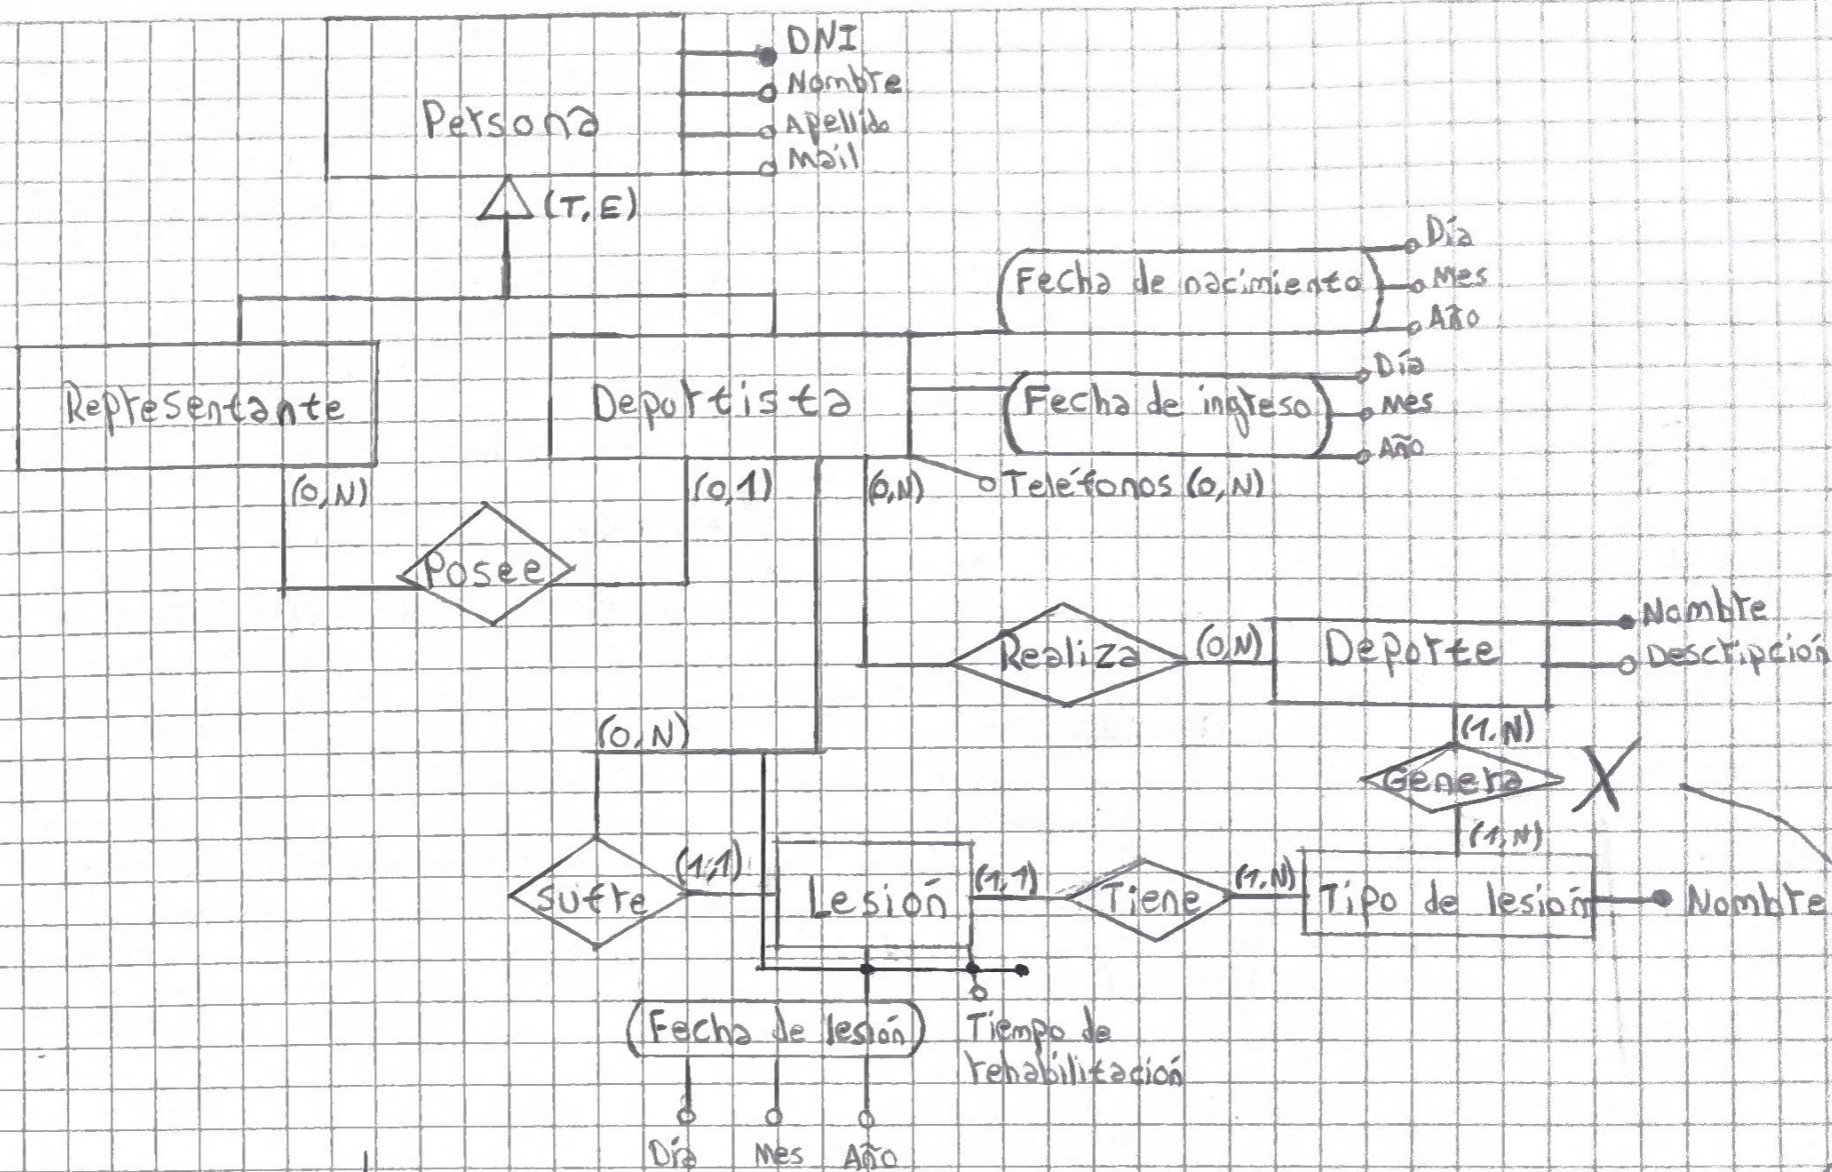 DNI
Nombre
Apellido
Mail
Persona
(T,E)
Día
Fecha de nacimiento
Mes
Año
Día
Representante
Deportista
Fecha de ingreso
Mes
Año
(0,N)
(0,1)
(0,N)
Teléfonos (0,N)
Posee
Nombre
Realiza
(0,N)
Deporte
Descripción
(0,N)
(1,N)
Genera
X
(1,N)
Sufre
(1,1)
Lesión
(1,1)
Tiene
(1,N)
Tipo de lesión
Nombre
Fecha de lesión
Tiempo de
rehabilitación
Día
Mes
Año